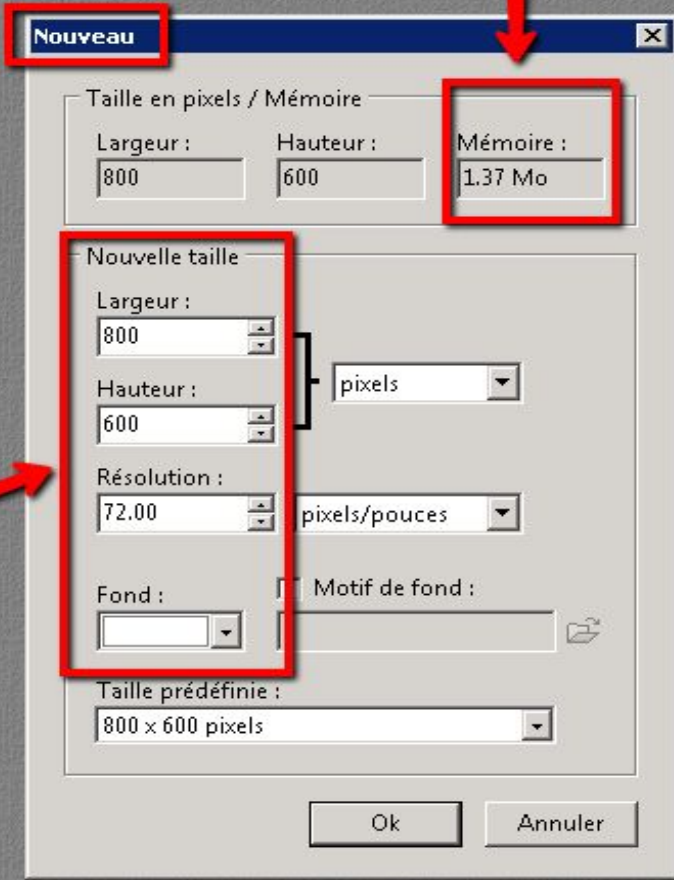 Nouveau
Taille en pixels / Mémoire
Largeur : Hauteur : Mémoire :
800 600 1.37 Mo
Nouvelle taille
Largeur :
800
pixels
Hauteur :
600
Résolution :
72.00 pixels/pouces
Fond : Motif de fond :
Taille prédéfinie :
800 x 600 pixels
Ok Annuler